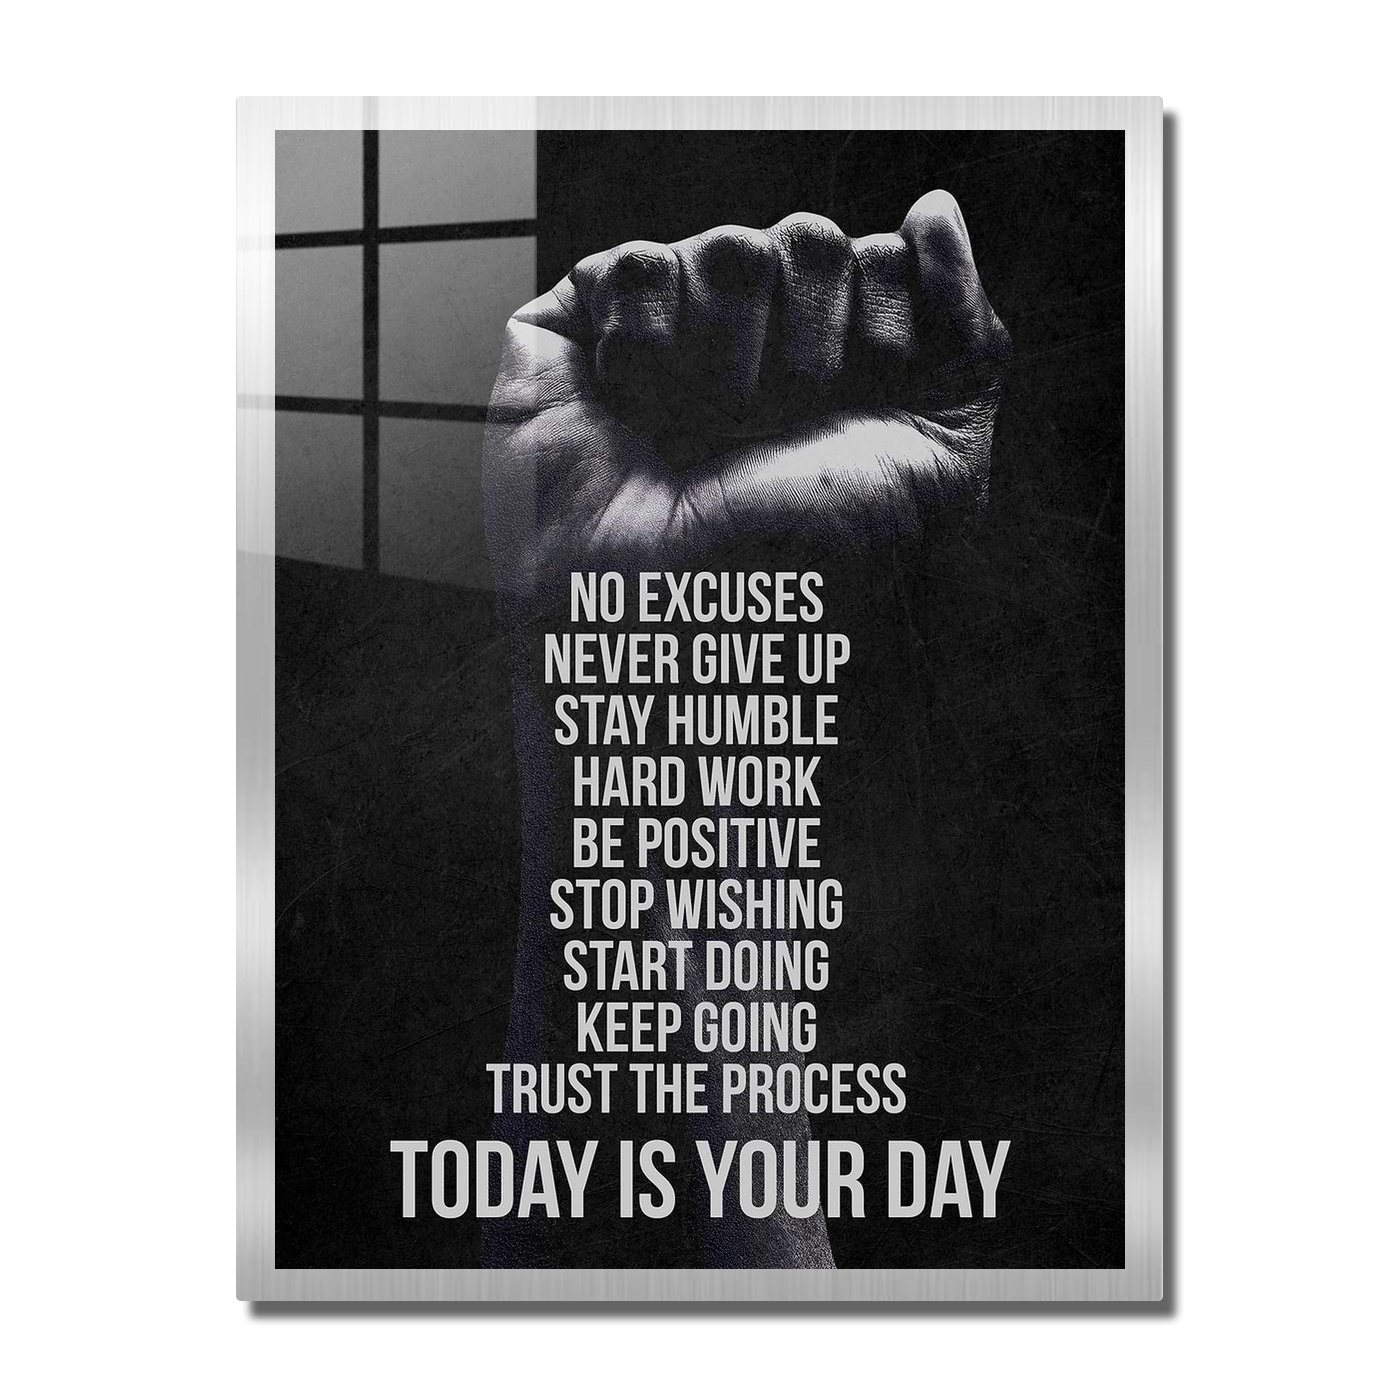 NO EXCUSES
NEVER GIVE UP
STAY HUMBLE
HARD WORK
BE POSITIVE
STOP WISHING
START DOING
KEEP GOING
TRUST THE PROCESS
TODAY IS YOUR DAY